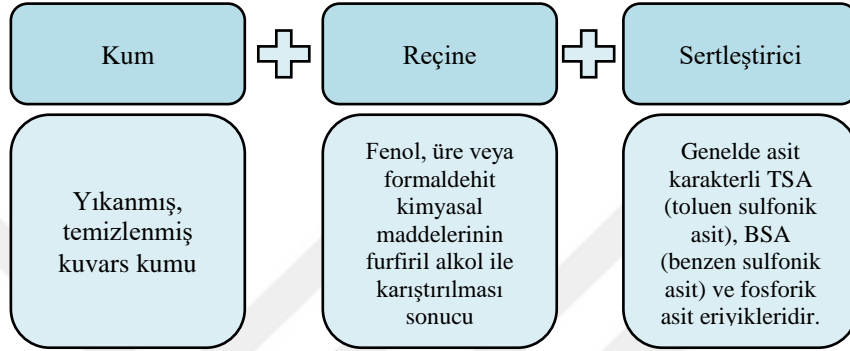 Kum
Reçine
Sertleştirici
Yıkanmış,
temizlenmiş
kuvars kumu
Fenol, üre veya
formaldehit
kimyasal
maddelerinin
furfiril alkol ile
karıştırılması
sonucu
Genelde asit
karakterli TSA
(toluen sulfonik
asit), BSA
(benzen sulfonik
asit) ve fosforik
asit eriyikleridir.